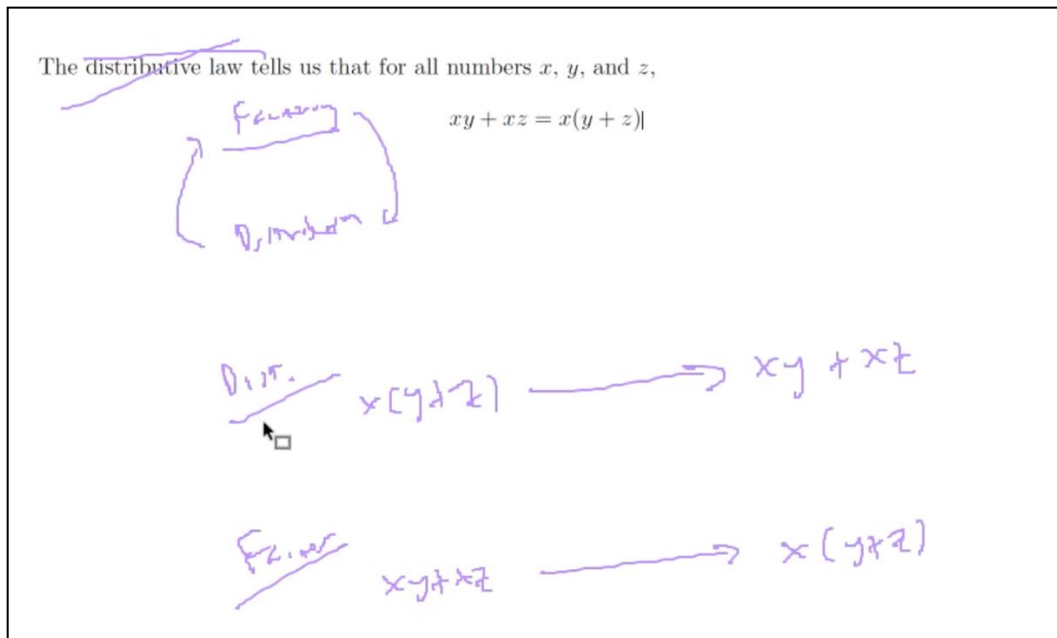 The distributive law tells us that for all numbers x, y, and z,
xy + xz = x(y + z)
Factoring
Distribution
Dist. x(y+z) → xy + xz
Factor xy+xz → x(y+z)